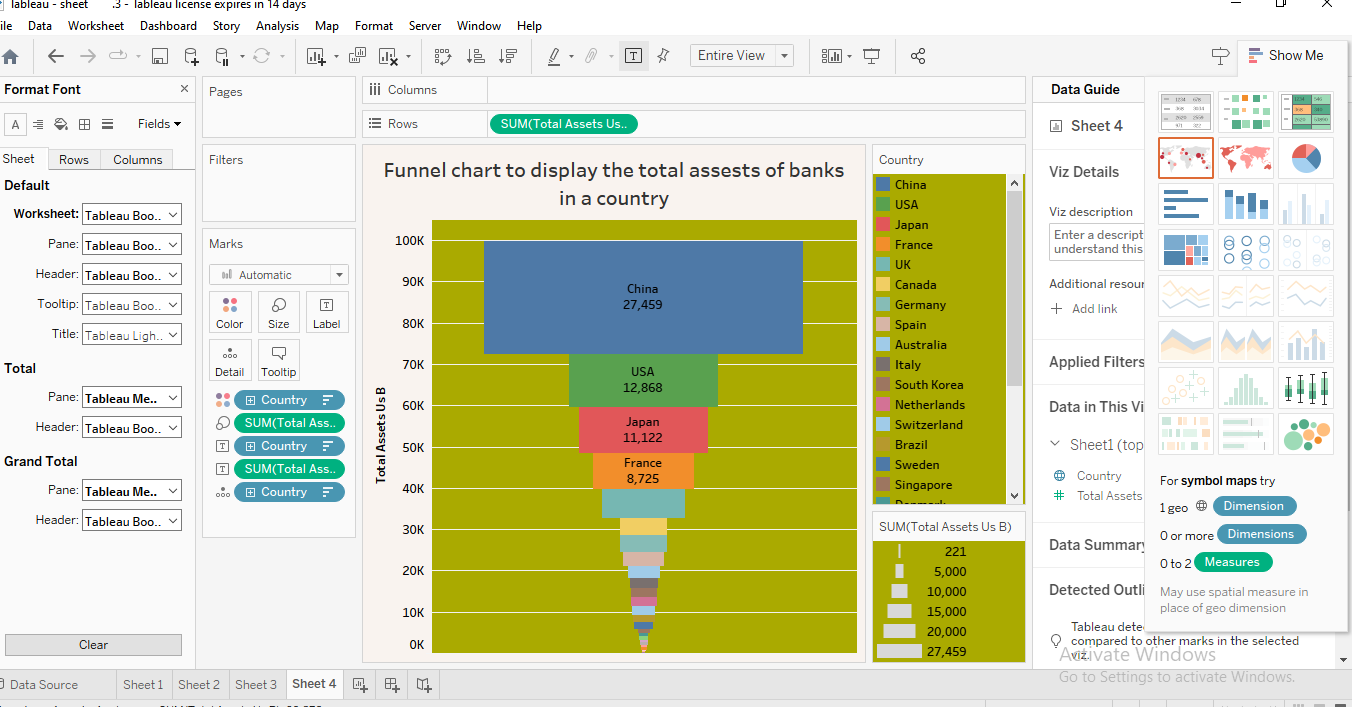 Tableau - sheet .3 - Tableau license expires in 14 days
ile Data Worksheet Dashboard Story Analysis Map Format Server Window Help
Entire View
Show Me
Format Font
A Fields
Sheet Rows Columns
Default
Worksheet: Tableau Boo..
Pane: Tableau Boo..
Header: Tableau Boo..
Tooltip: Tableau Boo..
Title: Tableau Ligh..
Total
Pane: Tableau Me..
Header: Tableau Boo..
Grand Total
Pane: Tableau Me..
Header: Tableau Boo..
Clear
Pages
Filters
Marks
Automatic
Color Size Label
Detail Tooltip
Country
SUM(Total Ass..
Country
SUM(Total Ass..
Country
Columns
Rows SUM(Total Assets Us..
Funnel chart to display the total assests of banks
in a country
Total Assets Us B
100K
90K
80K
70K
60K
50K
40K
30K
20K
10K
0K
China
27,459
USA
12,868
Japan
11,122
France
8,725
Country
China
USA
Japan
France
UK
Canada
Germany
Spain
Australia
Italy
South Korea
Netherlands
Switzerland
Brazil
Sweden
Singapore
Denmark
SUM(Total Assets Us B)
221
5,000
10,000
15,000
20,000
27,459
Data Guide
Sheet 4
Viz Details
Viz description
Enter a descript
understand this
Additional resour
Add link
Applied Filters
Data in This Vi
Sheet1 (top
Country
Total Assets
Data Summary
Detected Outli
Tableau dete
compared to other marks in the selected
viz.
For symbol maps try
1 geo Dimension
0 or more Dimensions
0 to 2 Measures
May use spatial measure in
place of geo dimension
Activate Windows
Go to Settings to activate Windows.
Data Source Sheet 1 Sheet 2 Sheet 3 Sheet 4